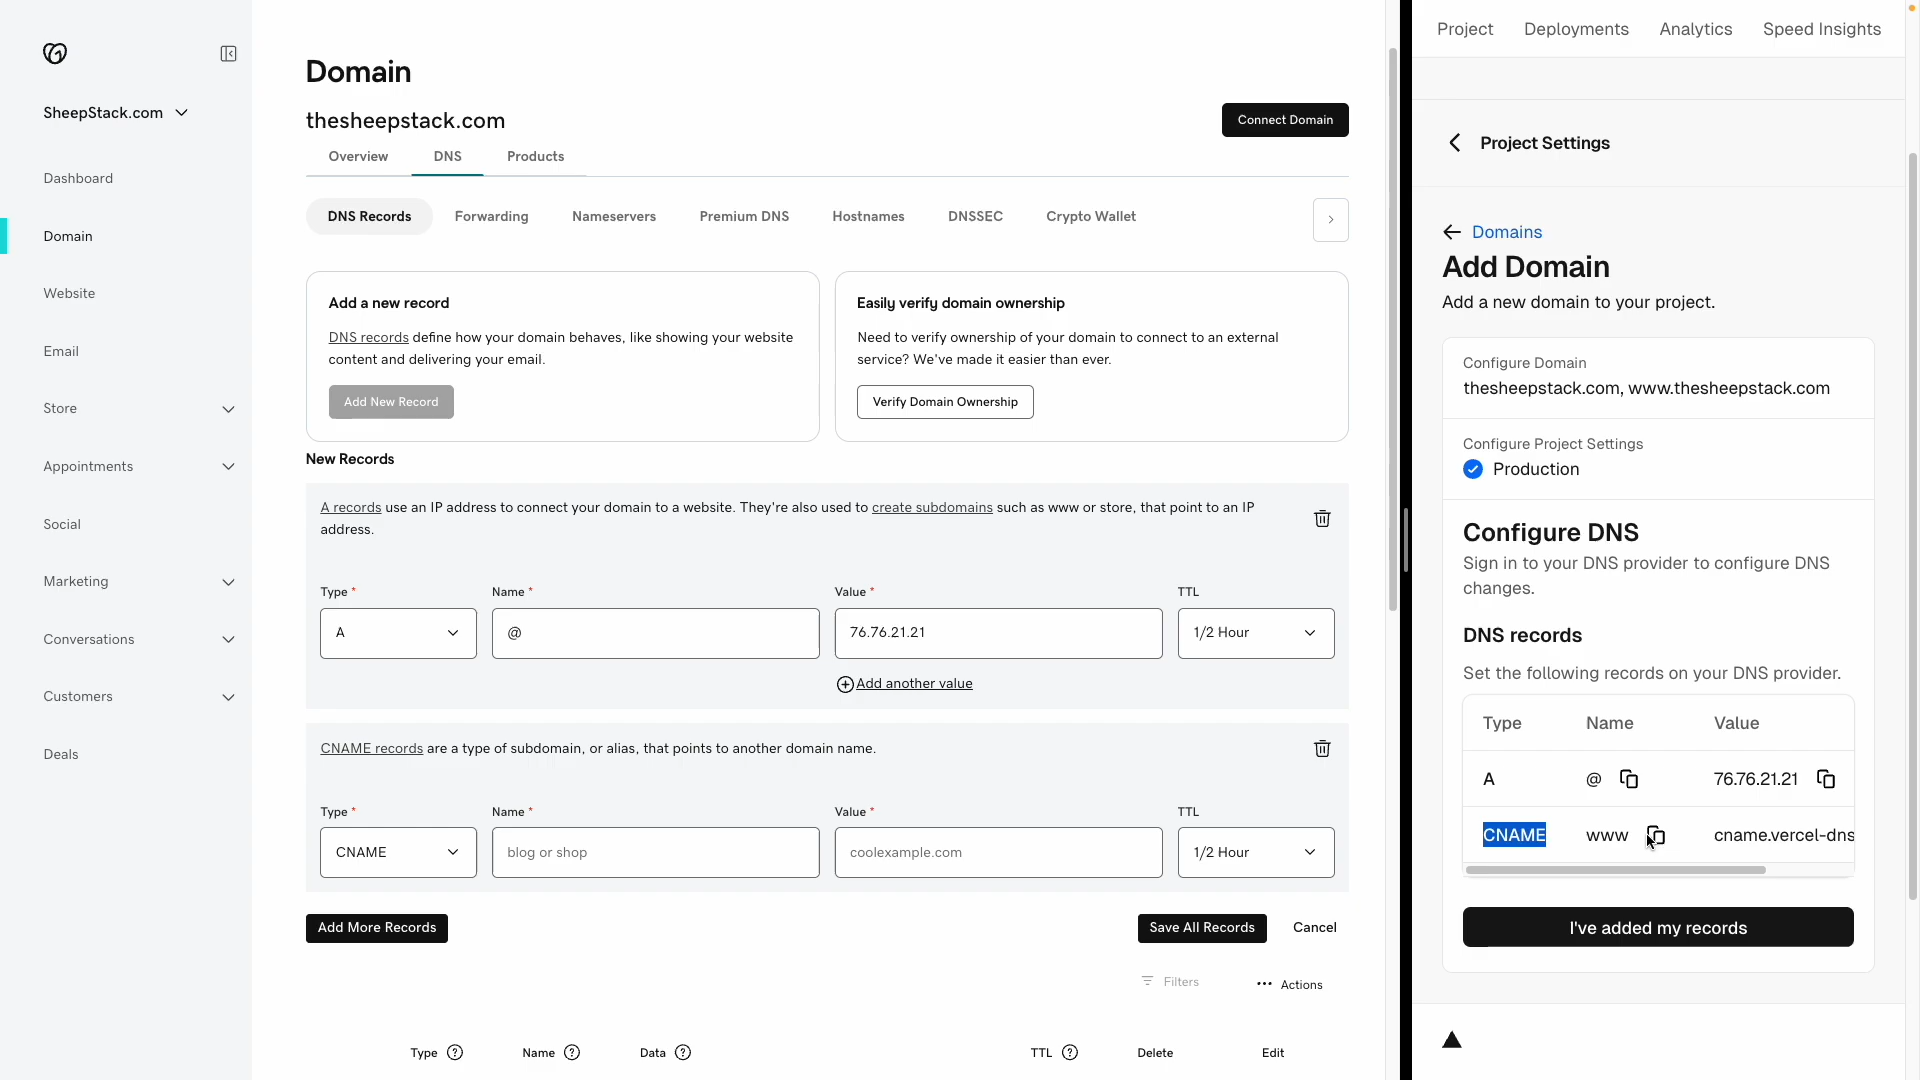 SheepStack.com
Dashboard
Domain
Website
Email
Store
Appointments
Social
Marketing
Conversations
Customers
Deals
Domain
thesheepstack.com
Connect Domain
Overview
DNS
Products
DNS Records
Forwarding
Nameservers
Premium DNS
Hostnames
DNSSEC
Crypto Wallet
Add a new record
DNS records define how your domain behaves, like showing your website
content and delivering your email.
Add New Record
Easily verify domain ownership
Need to verify ownership of your domain to connect to an external
service? We've made it easier than ever.
Verify Domain Ownership
New Records
A records use an IP address to connect your domain to a website. They're also used to create subdomains such as www or store, that point to an IP
address.
Type *
Name *
Value *
TTL
A
@
76.76.21.21
1/2 Hour
Add another value
CNAME records are a type of subdomain, or alias, that points to another domain name.
Type *
Name *
Value *
TTL
CNAME
blog or shop
coolexample.com
1/2 Hour
Add More Records
Save All Records
Cancel
Filters
Actions
Type
Name
Data
TTL
Delete
Edit
Project
Deployments
Analytics
Speed Insights
Project Settings
Domains
Add Domain
Add a new domain to your project.
Configure Domain
thesheepstack.com, www.thesheepstack.com
Configure Project Settings
Production
Configure DNS
Sign in to your DNS provider to configure DNS
changes.
DNS records
Set the following records on your DNS provider.
Type
Name
Value
A
@
76.76.21.21
CNAME
www
cname.vercel-dns
I've added my records